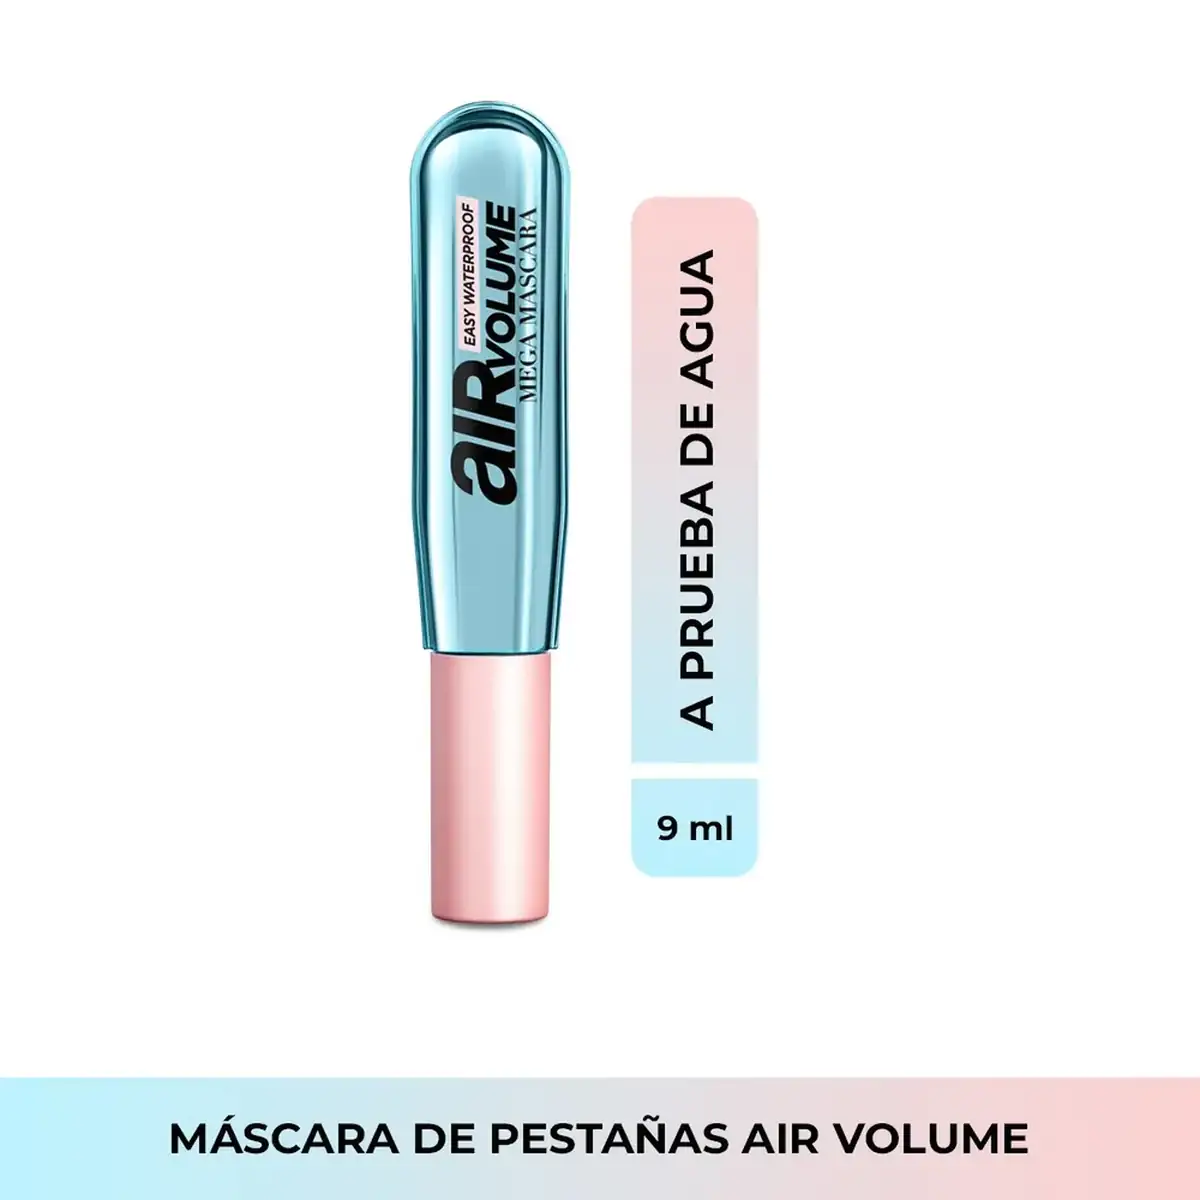 EASY WATERPROOF
aIRVOLUME
MEGA MASCARA
A PRUEBA DE AGUA
9 ml
MÁSCARA DE PESTAÑAS AIR VOLUME